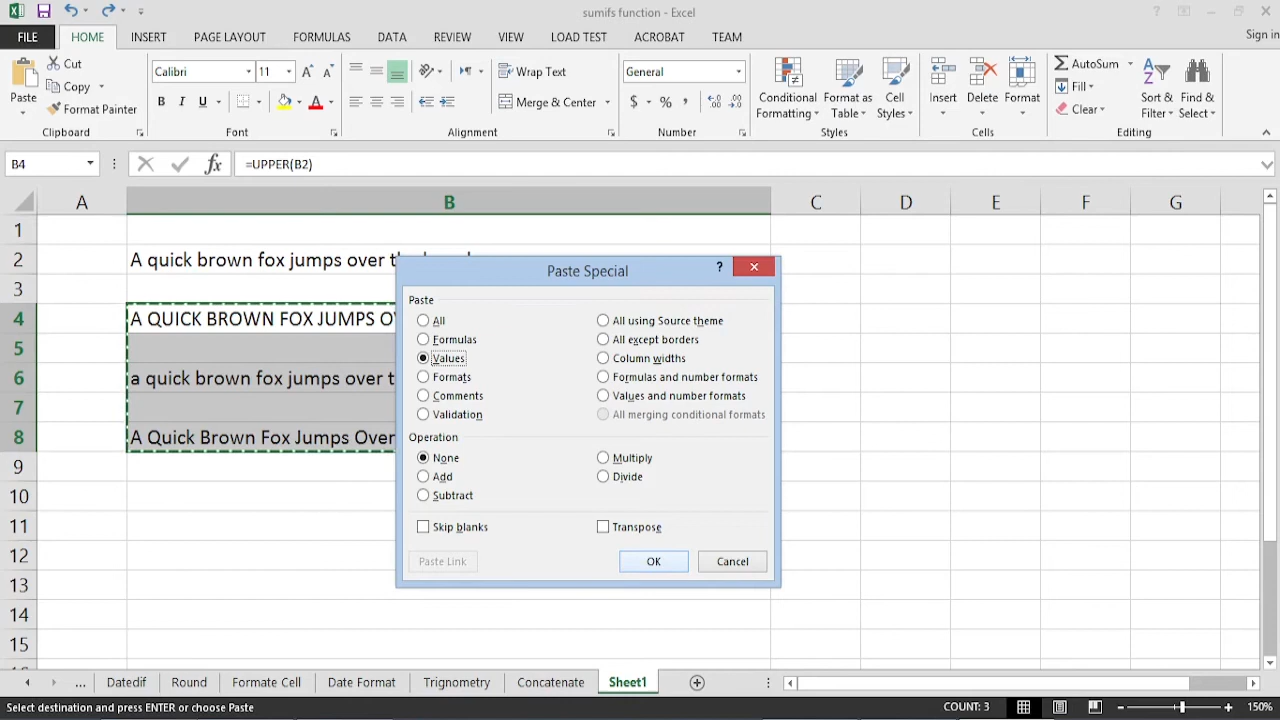 sumifs function - Excel
FILE HOME INSERT PAGE LAYOUT FORMULAS DATA REVIEW VIEW LOAD TEST ACROBAT TEAM Sign in
Paste
Cut
Copy
Format Painter
Clipboard
Calibri 11
B I U
Font
Wrap Text
Merge & Center
Alignment
General
$ % ,
Number
Conditional Formatting
Format as Table
Cell Styles
Styles
Insert Delete Format
Cells
AutoSum
Fill
Clear
Sort & Filter
Find & Select
Editing
B4 fx =UPPER(B2)
A B C D E F G
1
2 A quick brown fox jumps over
3
4 A QUICK BROWN FOX JUMPS
5
6 a quick brown fox jumps over
7
8 A Quick Brown Fox Jumps Over
9
10
11
12
13
14
15
Paste Special ?
Paste
All All using Source theme
Formulas All except borders
Values Column widths
Formats Formulas and number formats
Comments Values and number formats
Validation All merging conditional formats
Operation
None Multiply
Add Divide
Subtract
Skip blanks Transpose
Paste Link OK Cancel
... Datedif Round Formate Cell Date Format Trignometry Concatenate Sheet1
Select destination and press ENTER or choose Paste COUNT: 3 150%